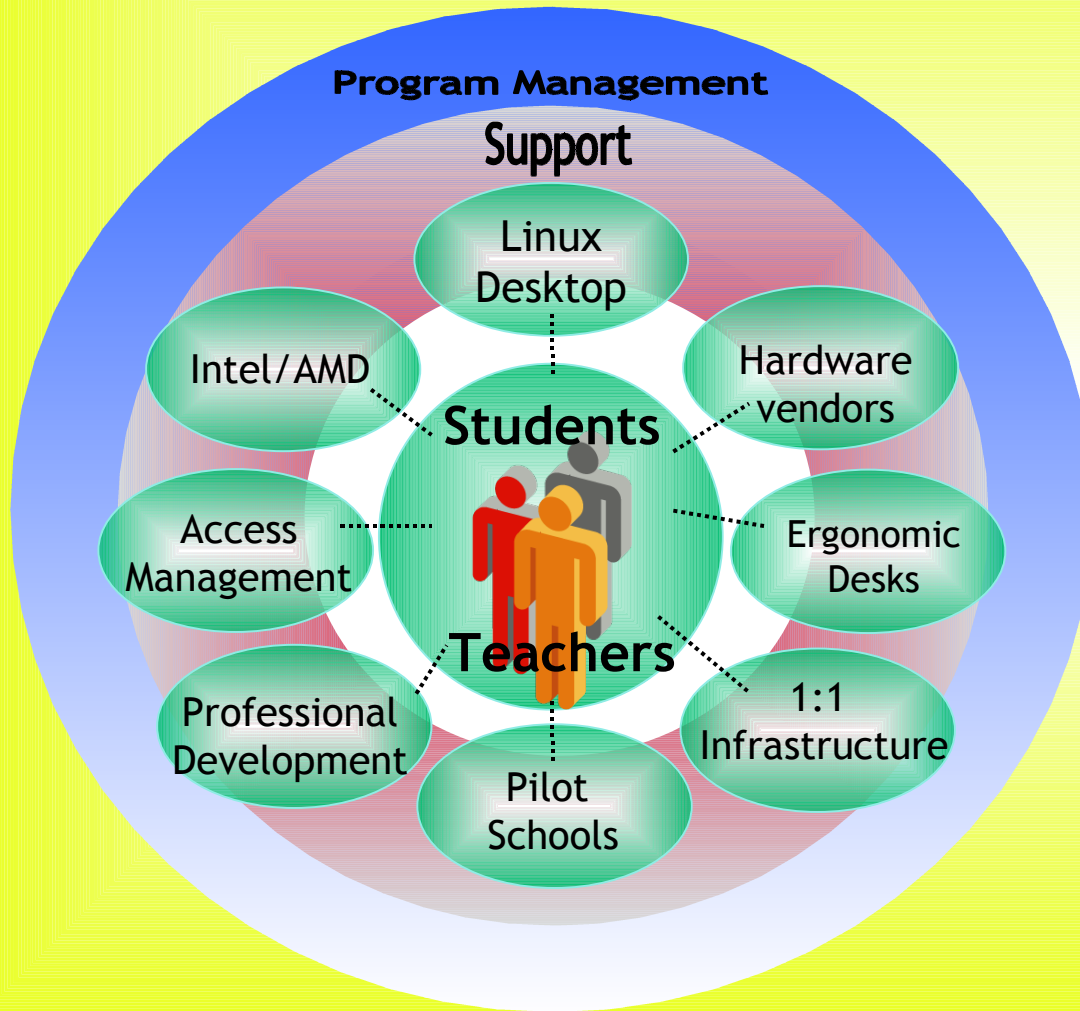 Program Management
Support
Linux
Desktop
Intel/AMD
Hardware
vendors
Students
Access
Management
Ergonomic
Desks
Teachers
Professional
Development
1:1
Infrastructure
Pilot
Schools